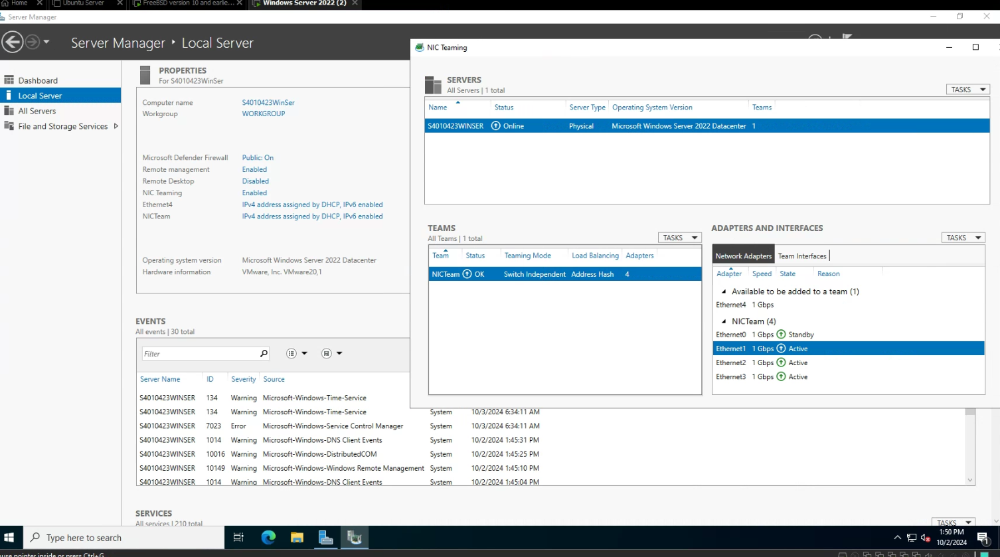 Home
Ubuntu Server
FreeBSD version 10 and earlie...
Windows Server 2022 (2)
Server Manager
Server Manager ‣ Local Server
Dashboard
Local Server
All Servers
File and Storage Services
PROPERTIES
For S4010423WinSer
Computer name S4010423WinSer
Workgroup WORKGROUP
Microsoft Defender Firewall Public: On
Remote management Enabled
Remote Desktop Disabled
NIC Teaming Enabled
Ethernet4 IPv4 address assigned by DHCP, IPv6 enabled
NICTeam IPv4 address assigned by DHCP, IPv6 enabled
Operating system version Microsoft Windows Server 2022 Datacenter
Hardware information VMware, Inc. VMware20,1
EVENTS
All events | 30 total
Filter
Server Name ID Severity Source
S4010423WINSER 134 Warning Microsoft-Windows-Time-Service
S4010423WINSER 134 Warning Microsoft-Windows-Time-Service System 10/3/2024 6:34:11 AM
S4010423WINSER 7023 Error Microsoft-Windows-Service Control Manager System 10/3/2024 6:34:11 AM
S4010423WINSER 1014 Warning Microsoft-Windows-DNS Client Events System 10/2/2024 1:45:31 PM
S4010423WINSER 10016 Warning Microsoft-Windows-DistributedCOM System 10/2/2024 1:45:25 PM
S4010423WINSER 10149 Warning Microsoft-Windows-Windows Remote Management System 10/2/2024 1:45:10 PM
S4010423WINSER 1014 Warning Microsoft-Windows-DNS Client Events System 10/2/2024 1:45:04 PM
SERVICES
All services | 210 total
TASKS
NIC Teaming
SERVERS
All Servers | 1 total
TASKS
Name Status Server Type Operating System Version Teams
S4010423WINSER Online Physical Microsoft Windows Server 2022 Datacenter 1
TEAMS
All Teams | 1 total
TASKS
Team Status Teaming Mode Load Balancing Adapters
NICTeam OK Switch Independent Address Hash 4
ADAPTERS AND INTERFACES
TASKS
Network Adapters Team Interfaces
Adapter Speed State Reason
Available to be added to a team (1)
Ethernet4 1 Gbps
NICTeam (4)
Ethernet0 1 Gbps Standby
Ethernet1 1 Gbps Active
Ethernet2 1 Gbps Active
Ethernet3 1 Gbps Active
Type here to search
1:50 PM
10/2/2024
1
ouse pointer inside or press Ctrl+G.